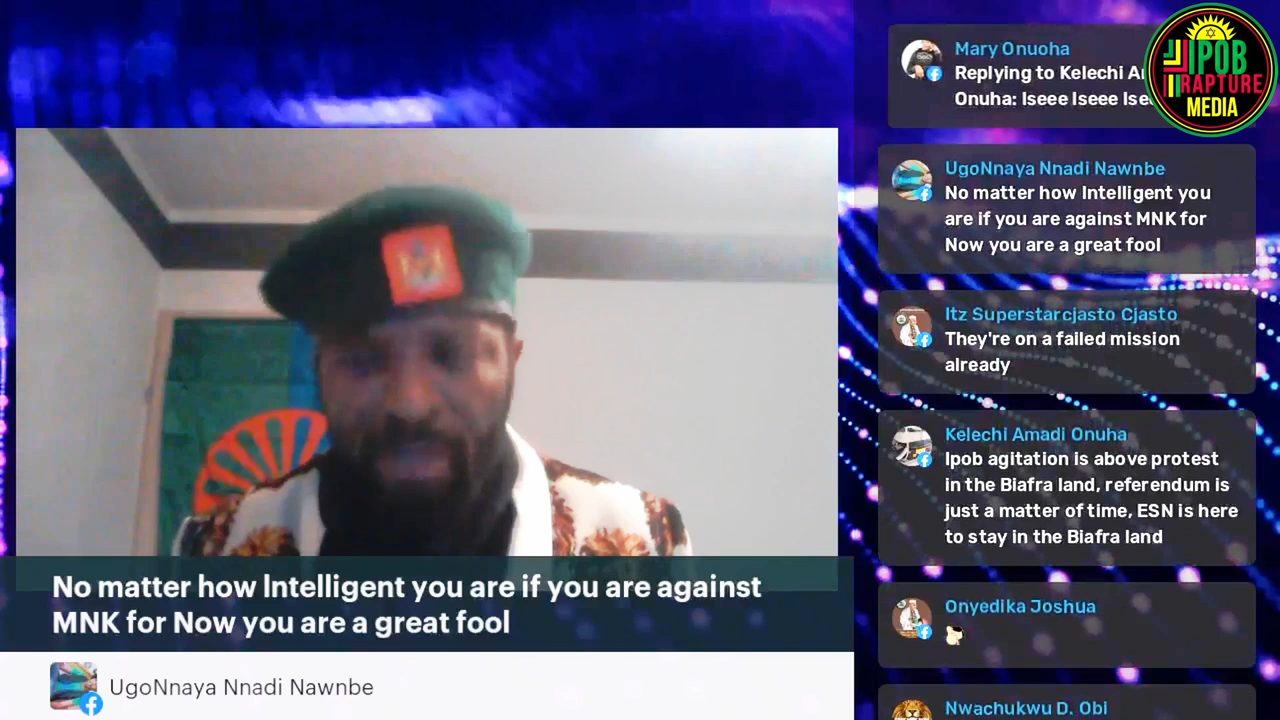 Mary Onuoha
Replying to Kelechi
Onuha: Iseee Iseee
IPOB
RAPTURE
MEDIA
UgoNnaya Nnadi Nawnbe
No matter how Intelligent you
are if you are against MNK for
Now you are a great fool
Itz Superstarcjasto Cjasto
They're on a failed mission
already
Kelechi Amadi Onuha
Ipob agitation is above protest
in the Biafra land, referendum is
just a matter of time, ESN is here
to stay in the Biafra land
Onyedika Joshua
Nwachukwu D. Obi
No matter how Intelligent you are if you are against
MNK for Now you are a great fool
UgoNnaya Nnadi Nawnbe